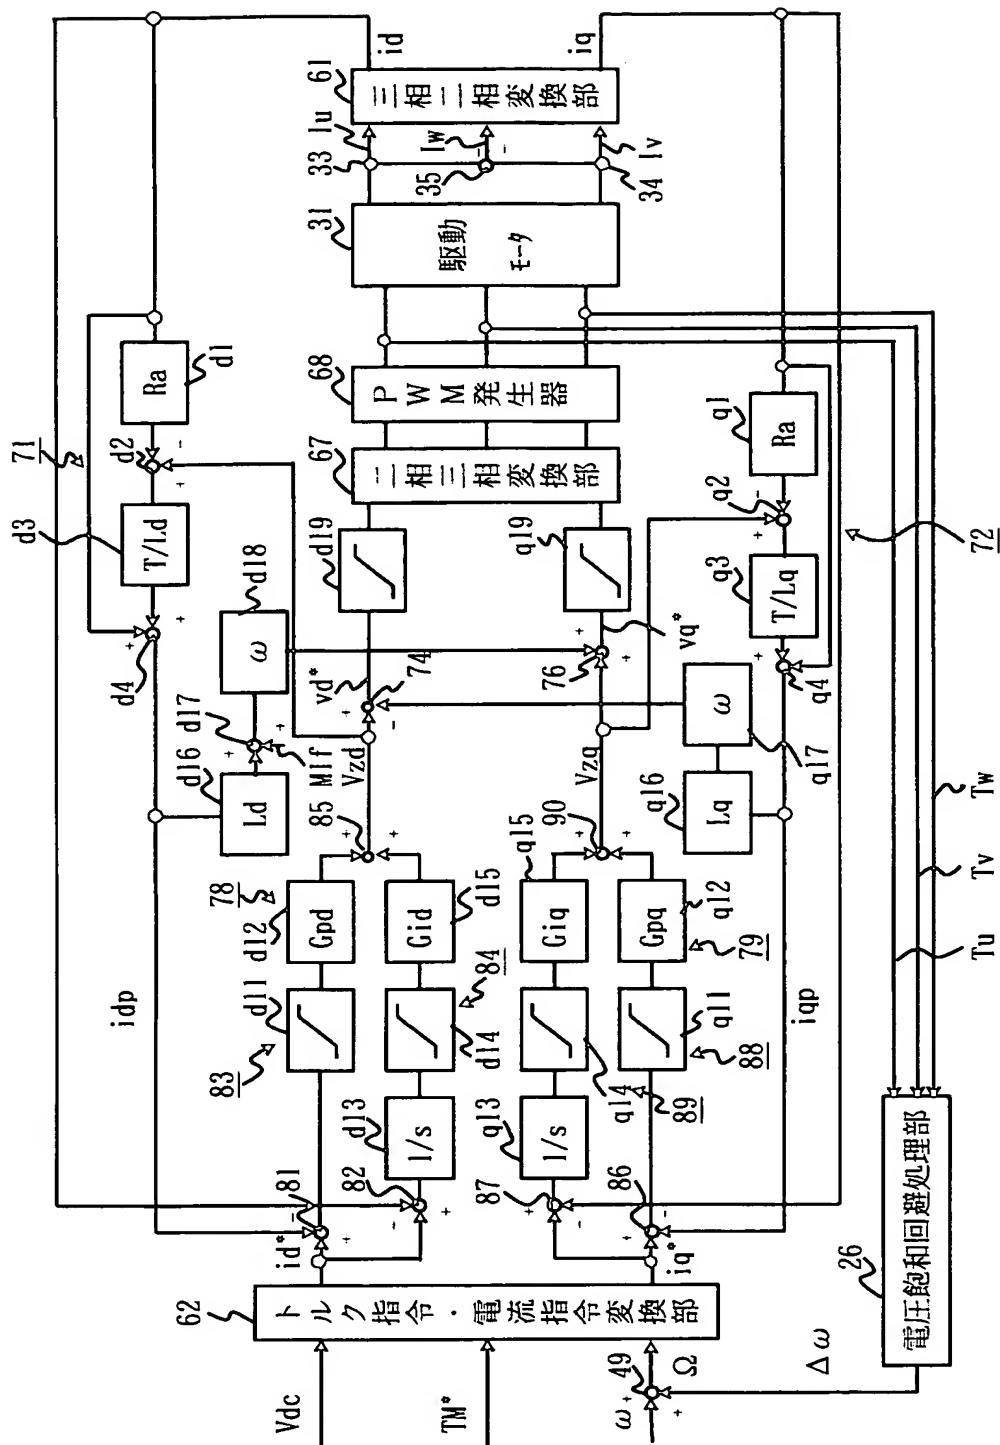 Vdc
TM*
ω
+
+
49
Ω
Δω
62
トルク指令・電流指令変換部
id*
iq*
81
82
87
86
idp
iqp
d13
1/s
q13
1/s
83
d11
d14
84
q14
89
q11
88
78
d12
Gpd
Gid
d15
q15
Giq
Gpq
q12
79
85
90
d16
Ld
d17
MIf
d18
ω
Vzd
vd*
74
Vzq
76
vq*
q16
Lq
q17
ω
d4
d3
T/Ld
d2
71
Ra
d1
q4
q3
T/Lq
q2
72
q1
Ra
d19
q19
67
二相三相変換部
68
PWM発生器
31
駆動モータ
33
35
34
Iu
Iw
Iv
61
三相二相変換部
id
iq
26
電圧飽和回避処理部
Tu
Tv
Tw